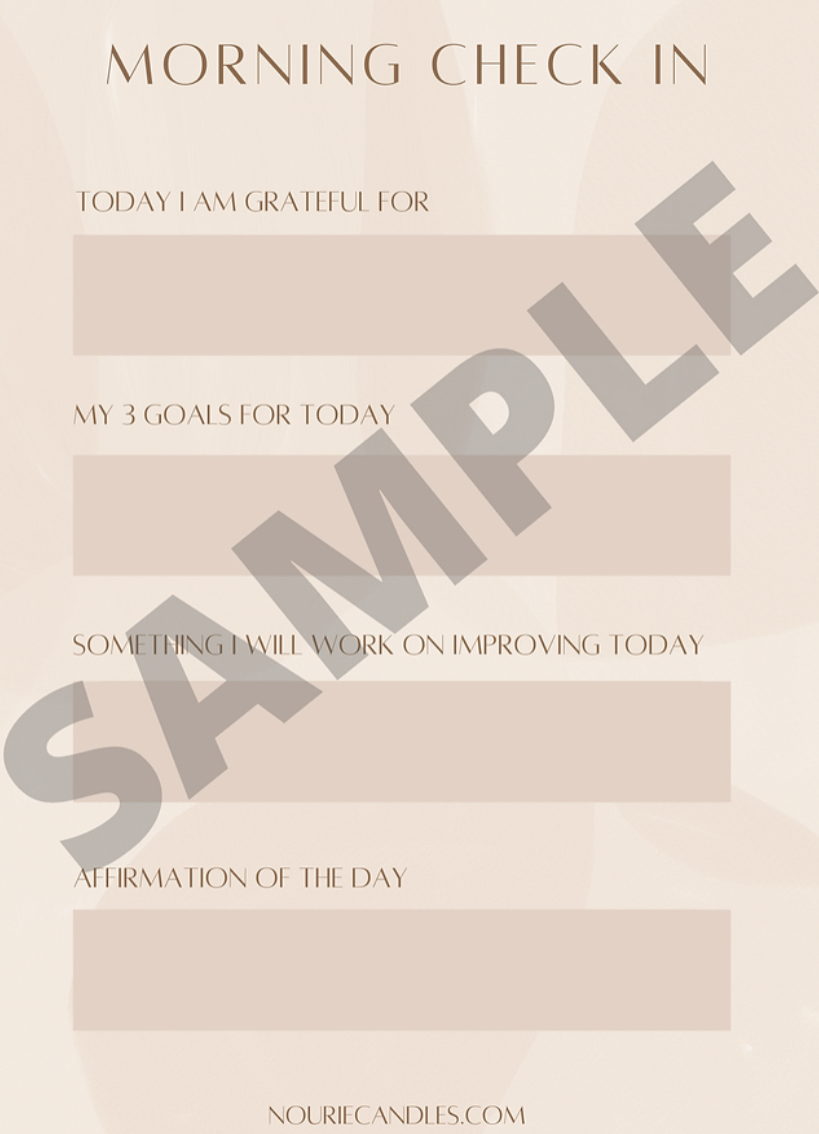 MORNING CHECK IN
TODAY I AM GRATEFUL FOR
MY 3 GOALS FOR TODAY
SAMPLE
SOMETHING I WILL WORK ON IMPROVING TODAY
AFFIRMATION OF THE DAY
NOURIECANDLES.COM